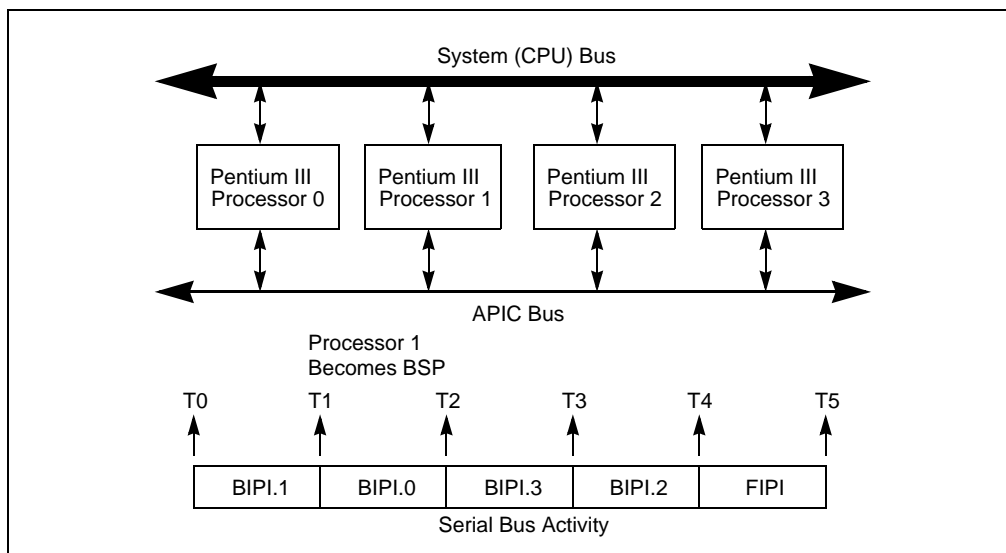 System (CPU) Bus
Pentium III
Processor 0
Pentium III
Processor 1
Pentium III
Processor 2
Pentium III
Processor 3
APIC Bus
Processor 1
Becomes BSP
T0 T1 T2 T3 T4 T5
BIPI.1 BIPI.0 BIPI.3 BIPI.2 FIPI
Serial Bus Activity